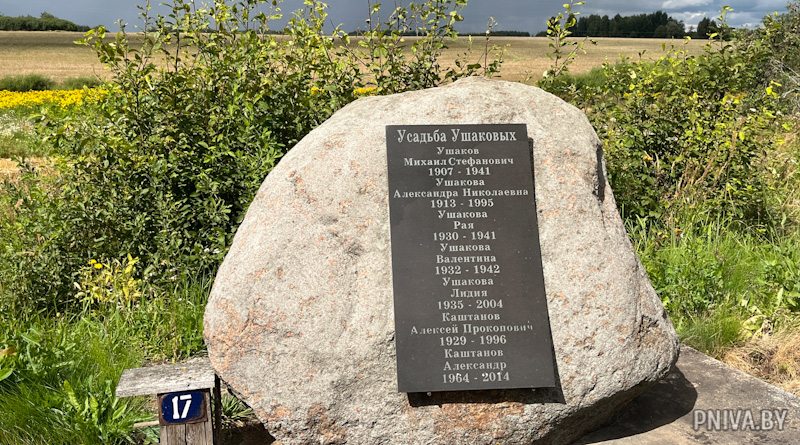 Усадьба Ушаковых
Ушаков
Михаил Стефанович
1907 - 1941
Ушакова
Александра Николаевна
1913 - 1995
Ушакова
Рая
1930 - 1941
Ушакова
Валентина
1932 - 1942
Ушакова
Лидия
1935 - 2004
Каштанов
Алексей Прокопович
1929 - 1996
Каштанов
Александр
1964 - 2014
17
PNIVA.BY